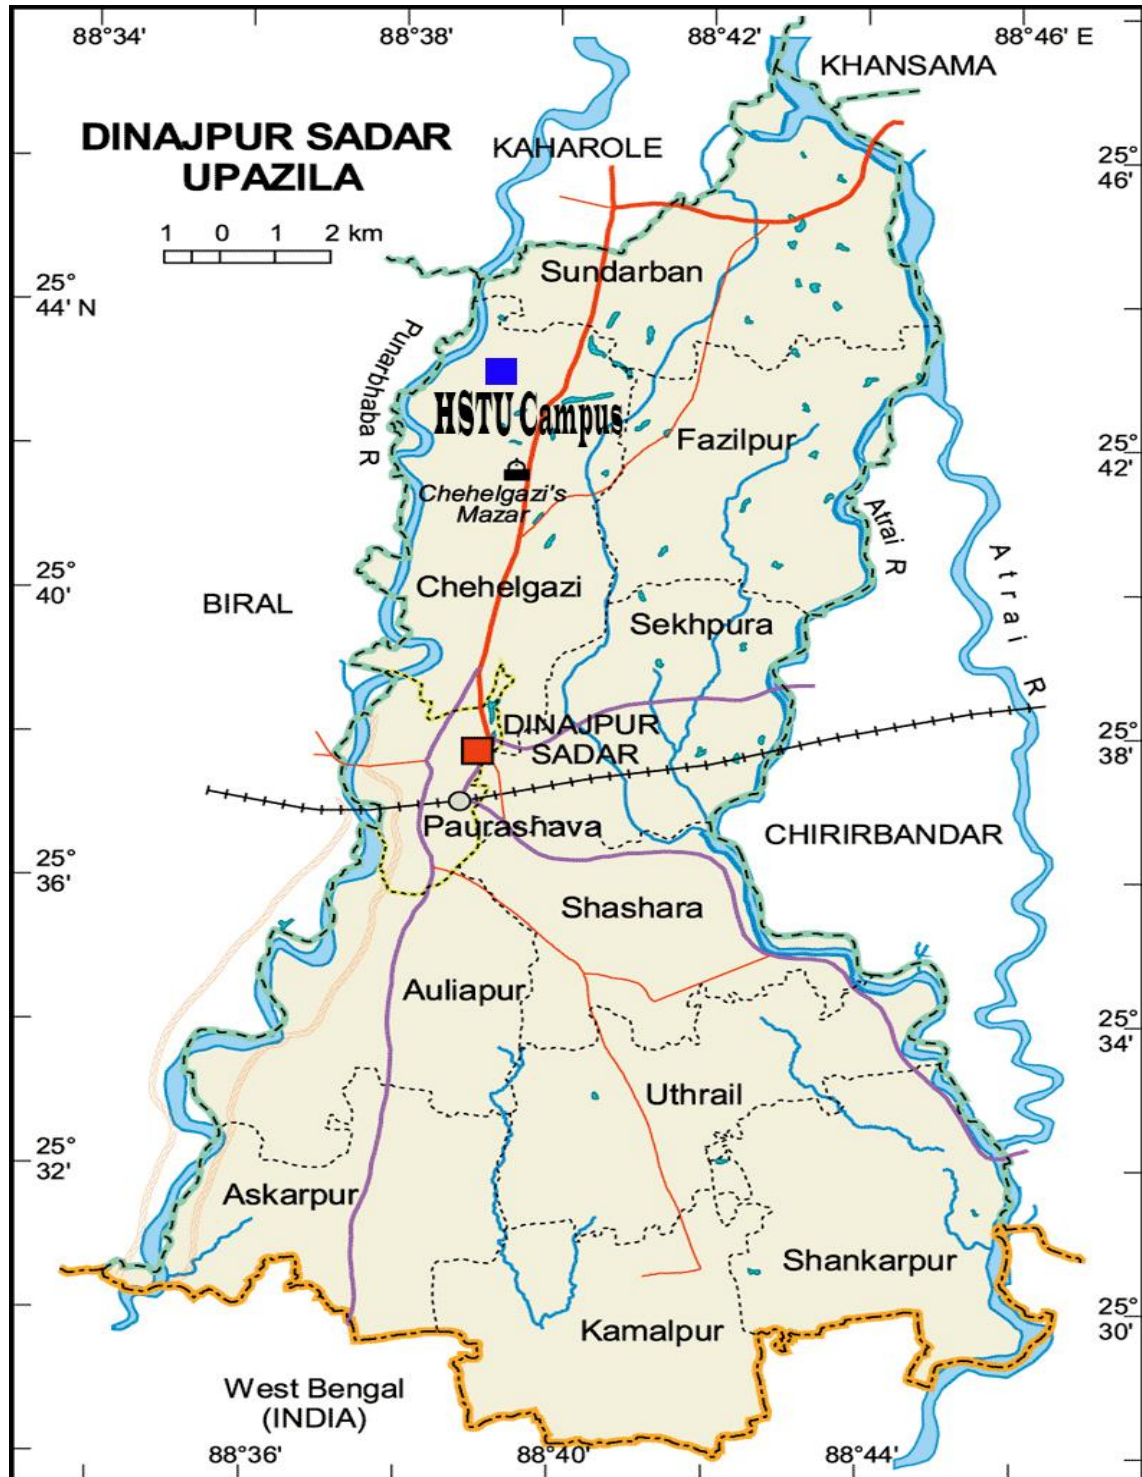 88°34'
88°38'
88°42'
88°46' E
KHANSAMA
DINAJPUR SADAR
UPAZILA
KAHAROLE
25°
46'
1 0 1 2 km
Sundarban
25°
44' N
Punarbhaba R
HSTU Campus
Fazilpur
25°
42'
Chehelgazi's
Mazar
Atrai R
Atrai R
25°
40'
Chehelgazi
BIRAL
Sekhpura
DINAJPUR
SADAR
25°
38'
Paurashava
CHIRIRBANDAR
25°
36'
Shashara
Auliapur
25°
34'
Uthrail
25°
32'
Askarpur
Shankarpur
25°
30'
Kamalpur
West Bengal
(INDIA)
88°36'
88°40'
88°44'